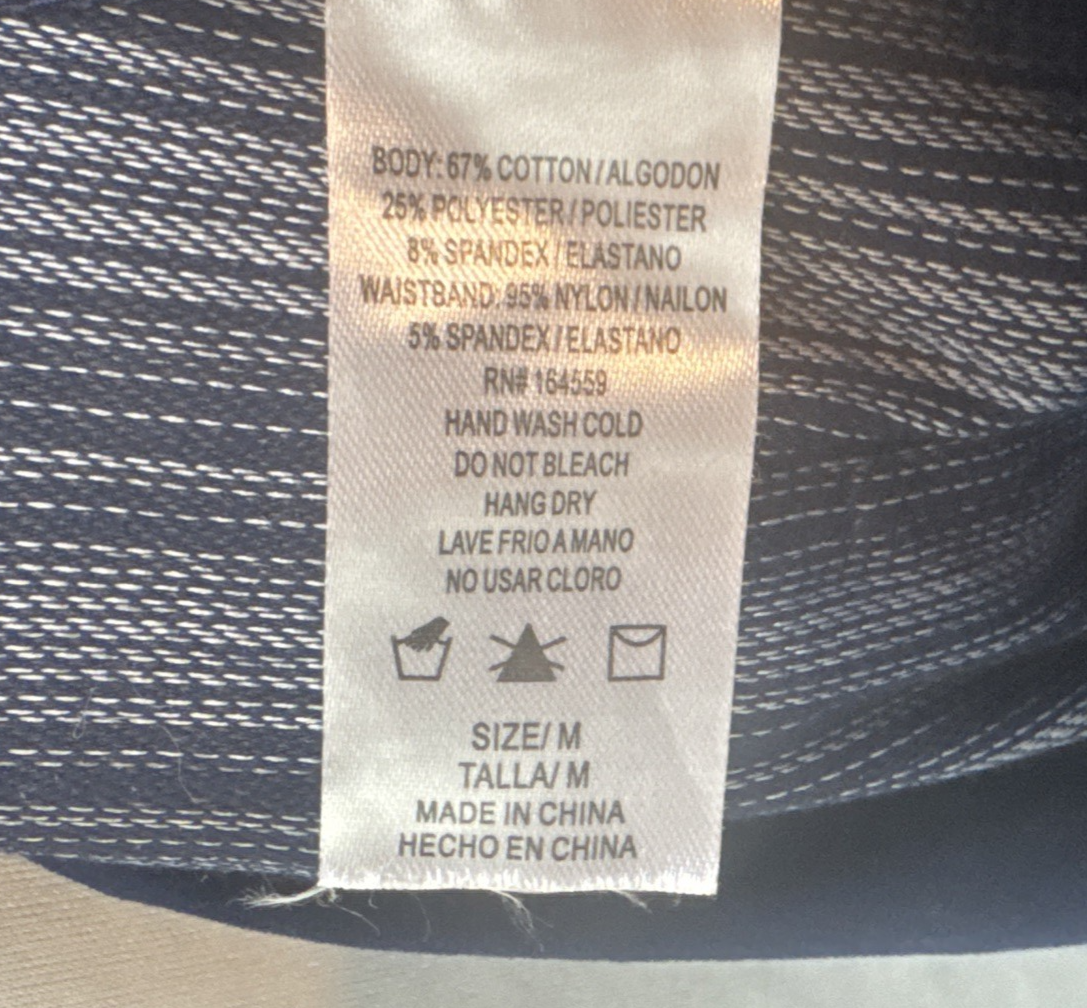 BODY: 67% COTTON / ALGODON
25% POLYESTER / POLIESTER
8% SPANDEX / ELASTANO
WAISTBAND: 95% NYLON / NAILON
5% SPANDEX / ELASTANO
RN# 164559
HAND WASH COLD
DO NOT BLEACH
HANG DRY
LAVE FRIO A MANO
NO USAR CLORO
SIZE/ M
TALLA/ M
MADE IN CHINA
HECHO EN CHINA